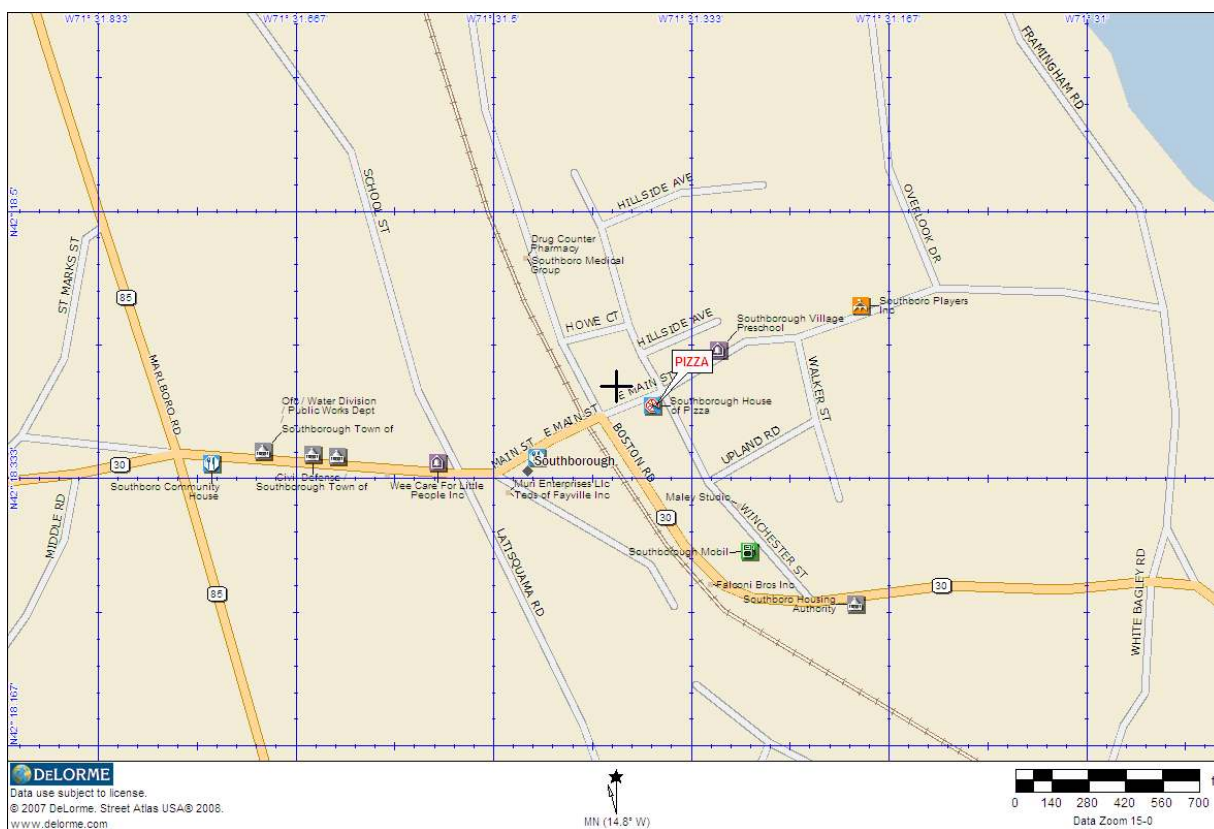 W71° 31.833'
W71° 31.667'
W71° 31.5'
W71° 31.333'
W71° 31.167'
W71° 31'
FRAMINGHAM RD
SCHOOL ST
HILLSIDE AVE
OVERLOOK DR
N42° 18.5'
ST MARKS ST
Drug Counter
Pharmacy
Southboro Medical
Group
85
Southboro Players
Inc
HOWE CT
HILLSIDE AVE
Southborough Village
Preschool
MARLBORO RD
PIZZA
E MAIN ST
WALKER ST
Southborough House
of Pizza
Ofc / Water Division
/ Public Works Dept
Southborough Town of
MAIN ST
E MAIN ST
BOSTON RD
UPLAND RD
N42° 18.333'
30
Southborough
Southboro Community
House
Civil Defense /
Southborough Town of
Wee Care For Little
People Inc
Muri Enterprises Llc
Teds of Fayville Inc
MIDDLE RD
Maley Studio
WINCHESTER ST
30
LATISQUAMA RD
Southborough Mobil
WHITE BAGLEY RD
85
Falconi Bros Inc
30
Southboro Housing
Authority
N42° 18.167'
DELORME
Data use subject to license.
© 2007 DeLorme. Street Atlas USA® 2008.
www.delorme.com
MN (14.8° W)
0 140 280 420 560 700
Data Zoom 15-0